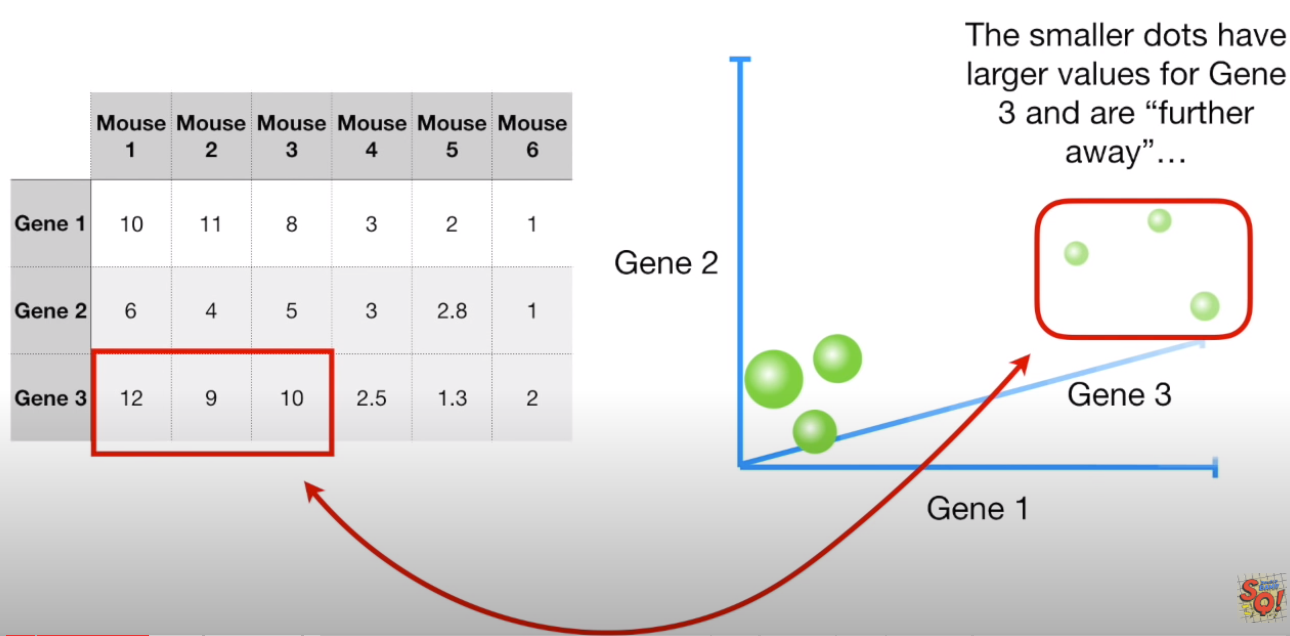 The smaller dots have
larger values for Gene
3 and are “further
away”…
Mouse 1 Mouse 2 Mouse 3 Mouse 4 Mouse 5 Mouse 6
Gene 1 10 11 8 3 2 1
Gene 2 6 4 5 3 2.8 1
Gene 3 12 9 10 2.5 1.3 2
Gene 2
Gene 3
Gene 1
SQ!